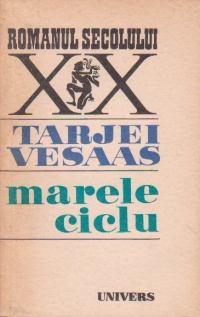 ROMANUL SECOLULUI
XX
TARJEI
VESAAS
marele
ciclu
UNIVERS